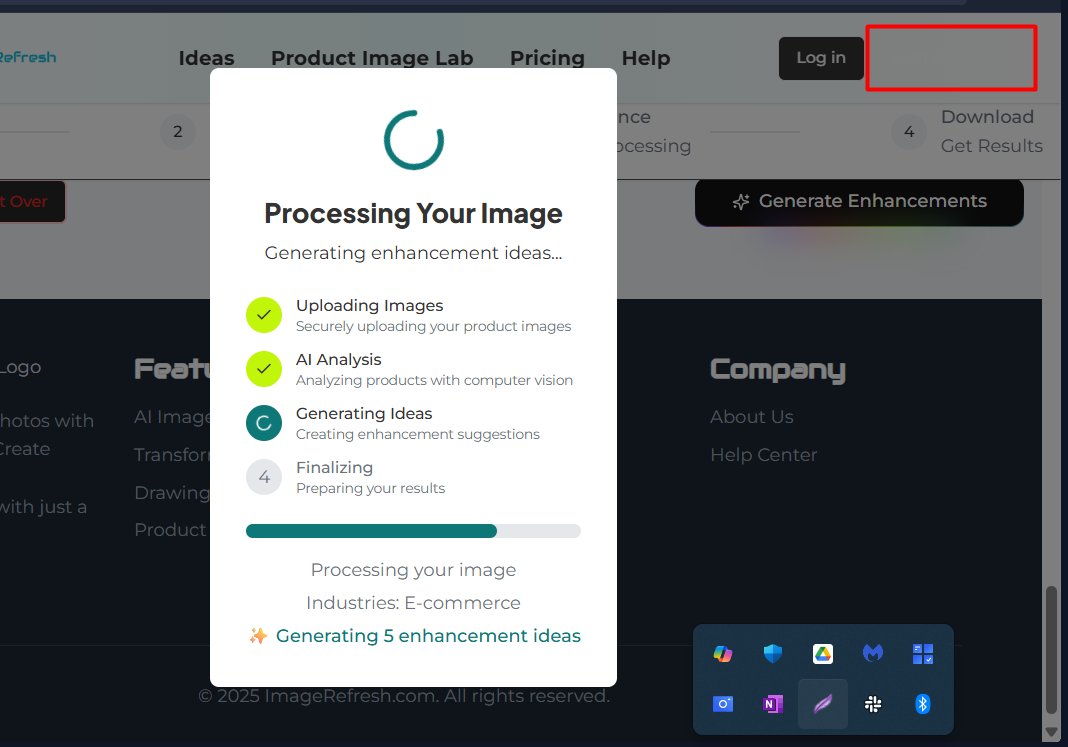 ReFresh
Ideas
Product Image Lab
Pricing
Help
Log in
2
4
Download
Get Results
t Over
Generate Enhancements
Processing Your Image
Generating enhancement ideas...
Uploading Images
Securely uploading your product images
AI Analysis
Analyzing products with computer vision
Generating Ideas
Creating enhancement suggestions
4
Finalizing
Preparing your results
Processing your image
Industries: E-commerce
✨ Generating 5 enhancement ideas
Logo
hotos with
Create
with just a
AI Image
Drawing
Product
Company
About Us
Help Center
© 2025 ImageRefresh.com. All rights reserved.